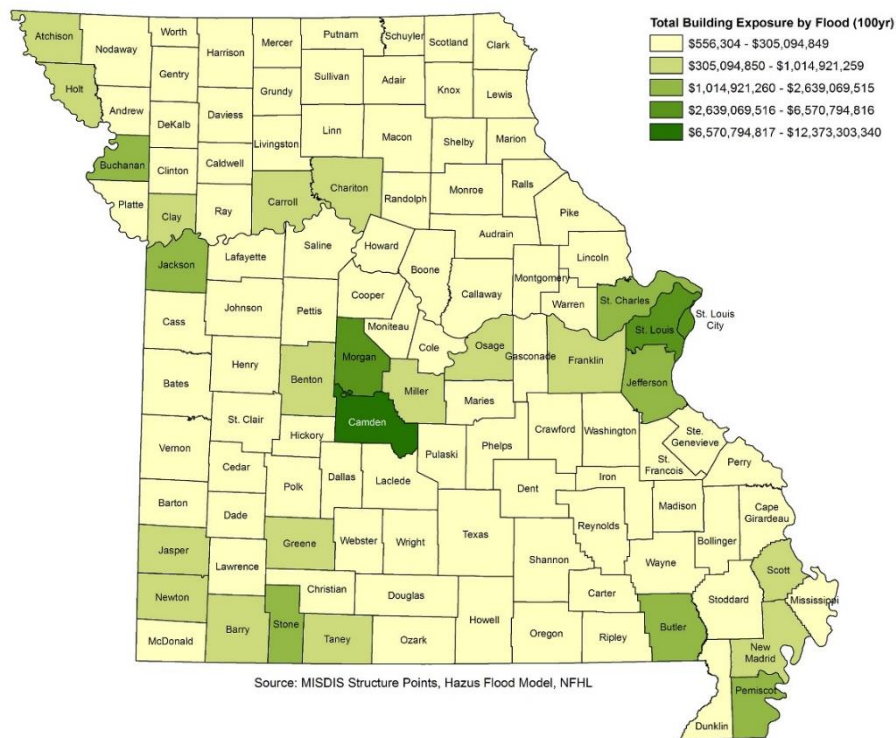 Total Building Exposure by Flood (100yr)
$556,304 - $305,094,849
$305,094,850 - $1,014,921,259
$1,014,921,260 - $2,639,069,515
$2,639,069,516 - $6,570,794,816
$6,570,794,817 - $12,373,303,340
Atchison
Nodaway
Worth
Harrison
Mercer
Putnam
Schuyler
Scotland
Clark
Holt
Gentry
Sullivan
Adair
Knox
Lewis
Grundy
Andrew
DeKalb
Daviess
Linn
Macon
Shelby
Marion
Livingston
Buchanan
Clinton
Caldwell
Chariton
Randolph
Monroe
Ralls
Platte
Clay
Ray
Carroll
Pike
Audrain
Saline
Howard
Boone
Jackson
Lafayette
Lincoln
Montgomery
Callaway
Cooper
Warren
St. Charles
Johnson
Pettis
Cass
Moniteau
St. Louis
St. Louis
City
Cole
Osage
Gasconade
Franklin
Morgan
Henry
Benton
Miller
Jefferson
Bates
Maries
St. Clair
Camden
Crawford
Washington
Ste.
Genevieve
Hickory
Vernon
Pulaski
Phelps
St.
Francois
Perry
Cedar
Polk
Dallas
Laclede
Dent
Iron
Barton
Dade
Madison
Cape
Girardeau
Reynolds
Texas
Bollinger
Jasper
Greene
Webster
Wright
Shannon
Wayne
Scott
Lawrence
Christian
Douglas
Carter
Stoddard
Mississippi
Newton
Stone
Barry
Taney
Ozark
Howell
Oregon
Ripley
Butler
McDonald
New
Madrid
Pemiscot
Dunklin
Source: MISDIS Structure Points, Hazus Flood Model, NFHL